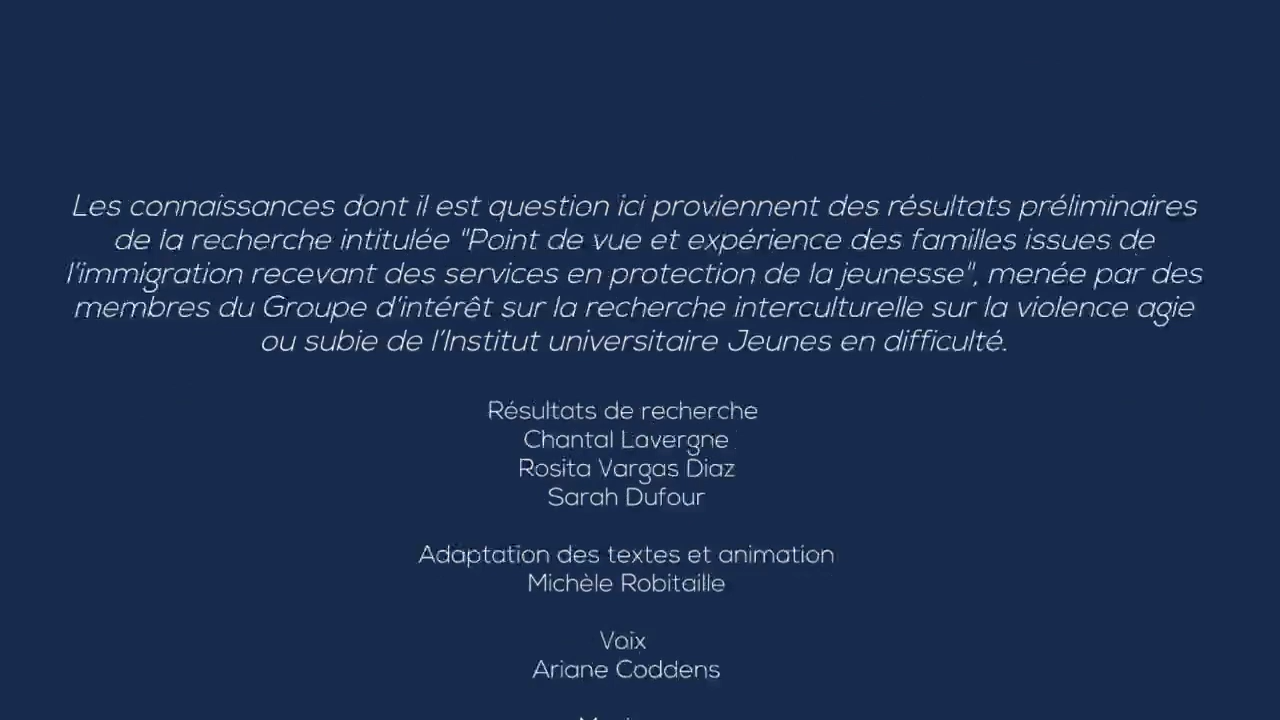 Les connaissances dont il est question ici proviennent des résultats préliminaires
de la recherche intitulée "Point de vue et expérience des familles issues de
l'immigration recevant des services en protection de la jeunesse", menée par des
membres du Groupe d'intérêt sur la recherche interculturelle sur la violence agie
ou subie de l'Institut universitaire Jeunes en difficulté.
Résultats de recherche
Chantal Lavergne
Rosita Vargas Diaz
Sarah Dufour
Adaptation des textes et animation
Michèle Robitaille
Voix
Ariane Coddens